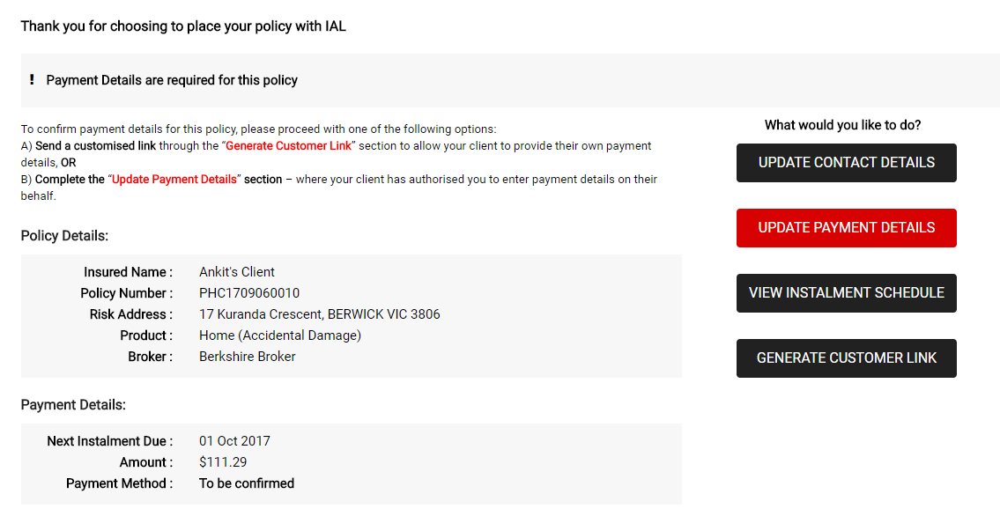 Thank you for choosing to place your policy with IAL
! Payment Details are required for this policy
To confirm payment details for this policy, please proceed with one of the following options:
A) Send a customised link through the “Generate Customer Link” section to allow your client to provide their own payment
details, OR
B) Complete the “Update Payment Details” section – where your client has authorised you to enter payment details on their
behalf.
Policy Details:
Insured Name : Ankit's Client
Policy Number : PHC1709060010
Risk Address : 17 Kuranda Crescent, BERWICK VIC 3806
Product : Home (Accidental Damage)
Broker : Berkshire Broker
Payment Details:
Next Instalment Due : 01 Oct 2017
Amount : $111.29
Payment Method : To be confirmed
What would you like to do?
UPDATE CONTACT DETAILS
UPDATE PAYMENT DETAILS
VIEW INSTALMENT SCHEDULE
GENERATE CUSTOMER LINK